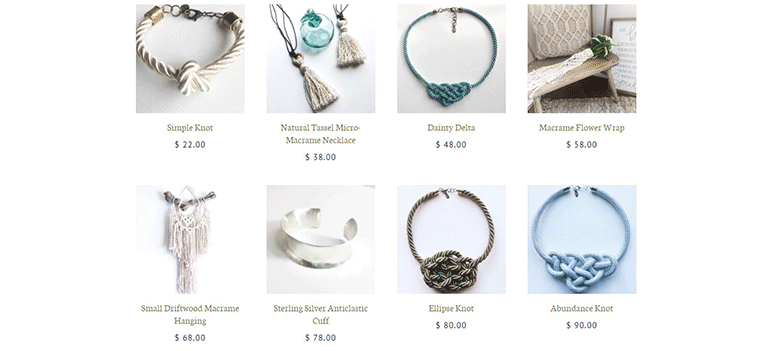 Simple Knot
$ 22.00
Natural Tassel Micro-
Macrame Necklace
$ 38.00
Dainty Delta
$ 48.00
Macrame Flower Wrap
$ 58.00
Small Driftwood Macrame
Hanging
$ 68.00
Sterling Silver Anticlastic
Cuff
$ 78.00
Ellipse Knot
$ 80.00
Abundance Knot
$ 90.00